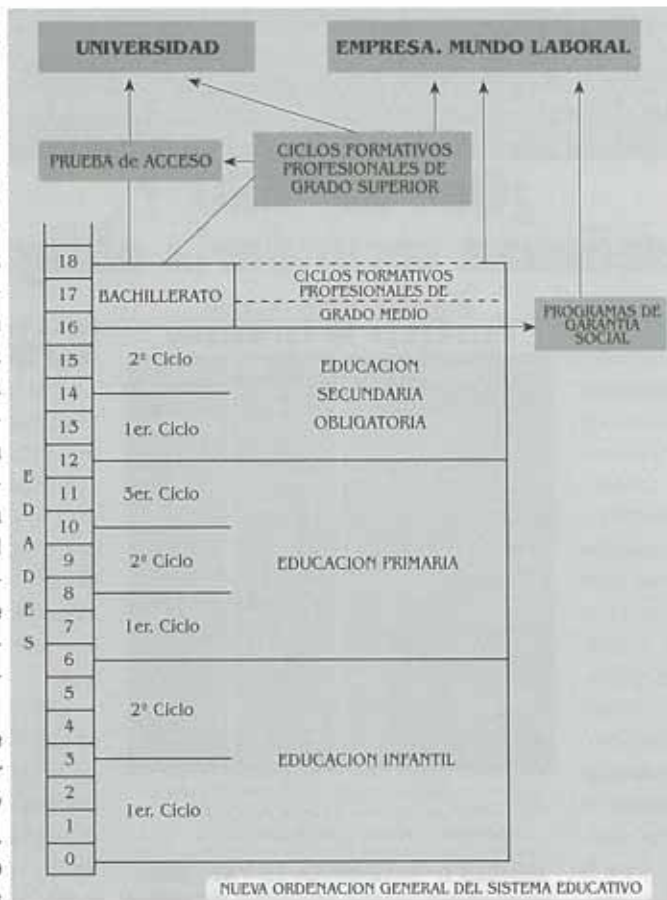 UNIVERSIDAD
EMPRESA. MUNDO LABORAL
PRUEBA de ACCESO
CICLOS FORMATIVOS
PROFESIONALES DE
GRADO SUPERIOR
18
17
16
15
14
13
12
11
10
9
8
7
6
5
4
3
2
1
0
EDADES
BACHILLERATO
CICLOS FORMATIVOS
PROFESIONALES DE
GRADO MEDIO
PROGRAMAS DE
GARANTIA
SOCIAL
2º Ciclo
1er. Ciclo
EDUCACION
SECUNDARIA
OBLIGATORIA
3er. Ciclo
2º Ciclo
1er. Ciclo
EDUCACION PRIMARIA
2º Ciclo
1er. Ciclo
EDUCACION INFANTIL
NUEVA ORDENACION GENERAL DEL SISTEMA EDUCATIVO